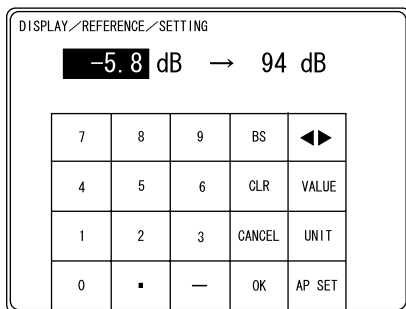 DISPLAY／REFERENCE／SETTING
−5.8 dB → 94 dB
7 8 9 BS ◀▶
4 5 6 CLR VALUE
1 2 3 CANCEL UNIT
0 . — OK AP SET